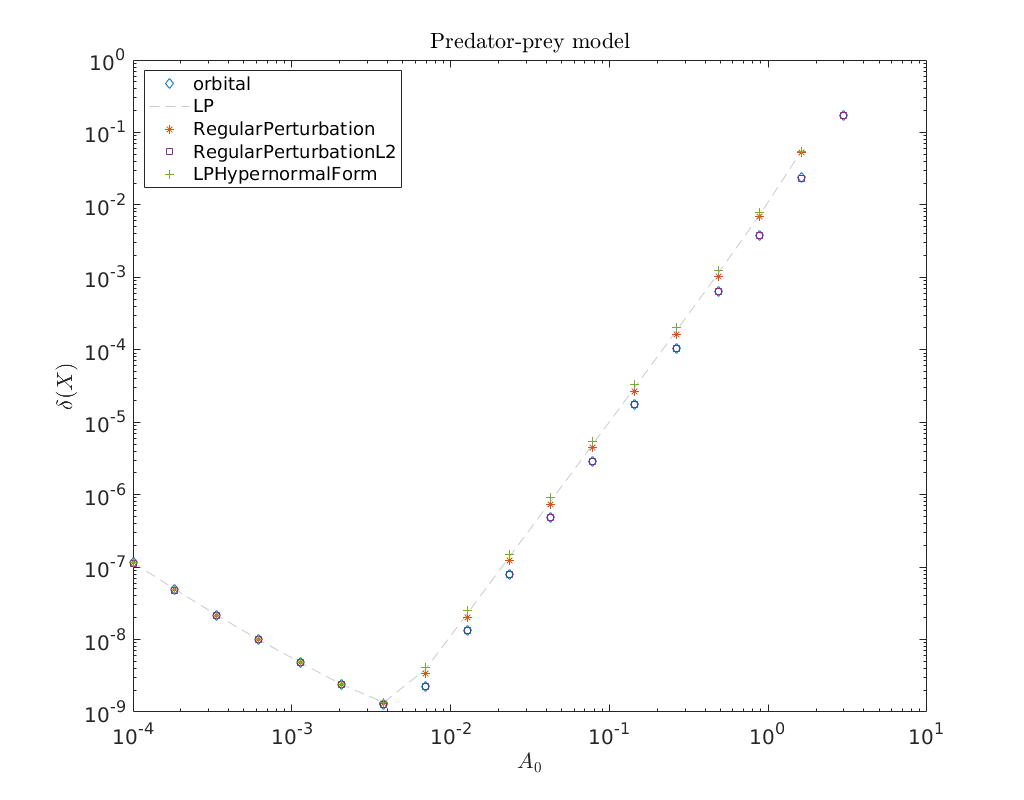 Predator-prey model
orbital
LP
RegularPerturbation
RegularPerturbationL2
LPHypernormalForm
δ(X)
10^0
10^-1
10^-2
10^-3
10^-4
10^-5
10^-6
10^-7
10^-8
10^-9
10^-4 10^-3 10^-2 10^-1 10^0 10^1
A_0